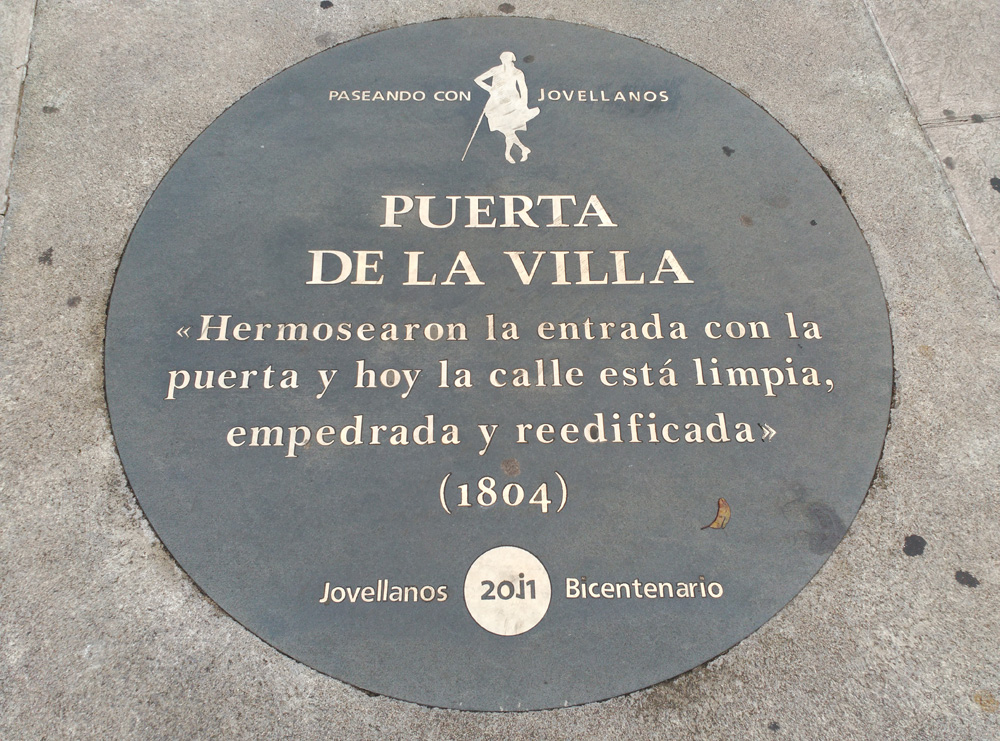 PASEANDO CON JOVELLANOS
PUERTA
DE LA VILLA
«Hermosearon la entrada con la
puerta y hoy la calle está limpia,
empedrada y reedificada»
(1804)
Jovellanos 20j1 Bicentenario